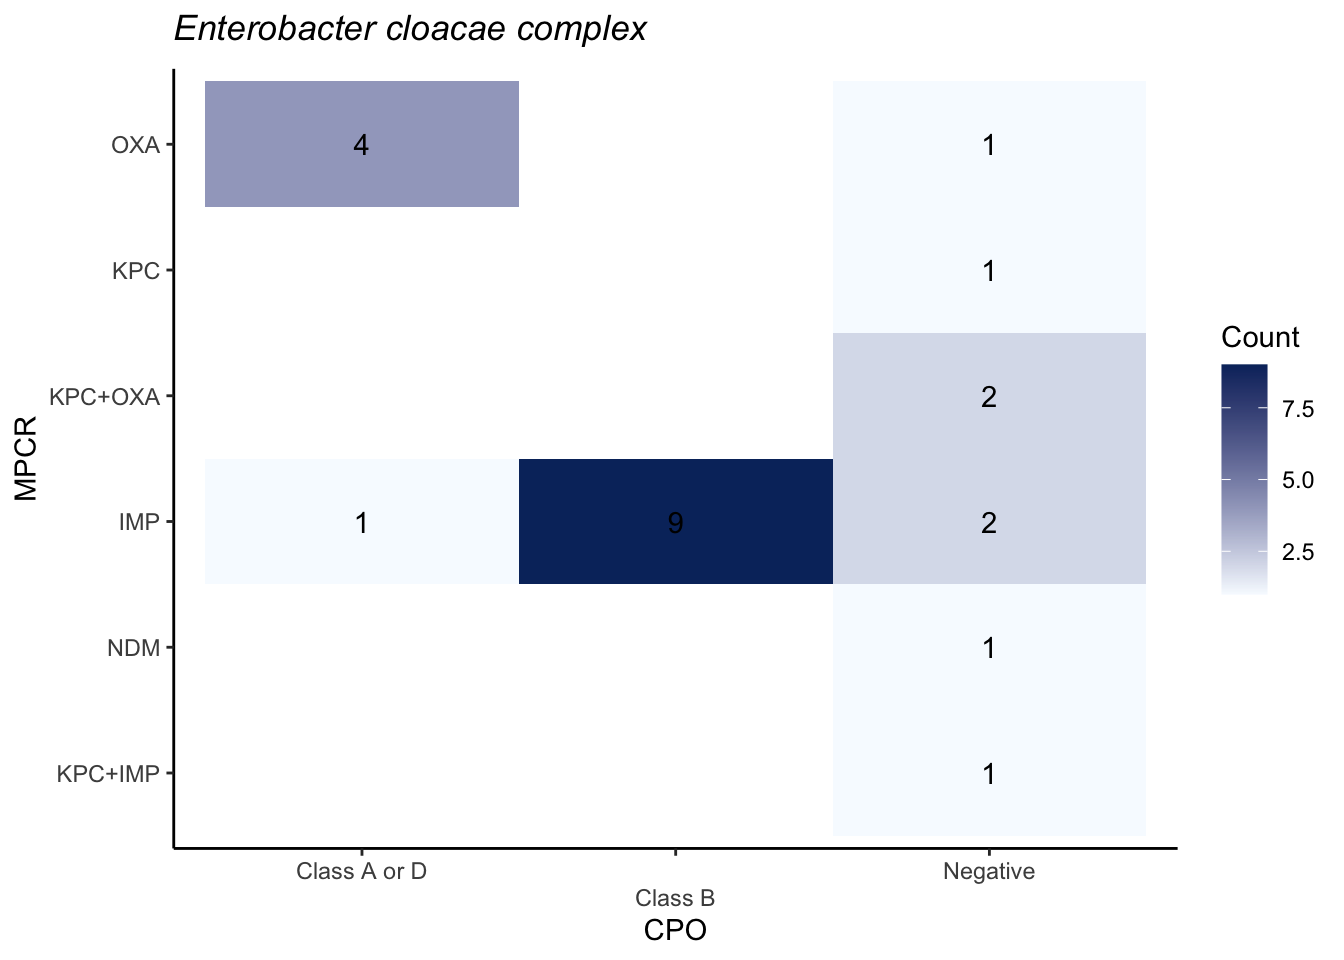 Enterobacter cloacae complex
OXA
4
1
KPC
1
KPC+OXA
2
IMP
1
9
2
NDM
1
KPC+IMP
1
MPCR
Class A or D
Class B
Negative
CPO
Count
7.5
5.0
2.5